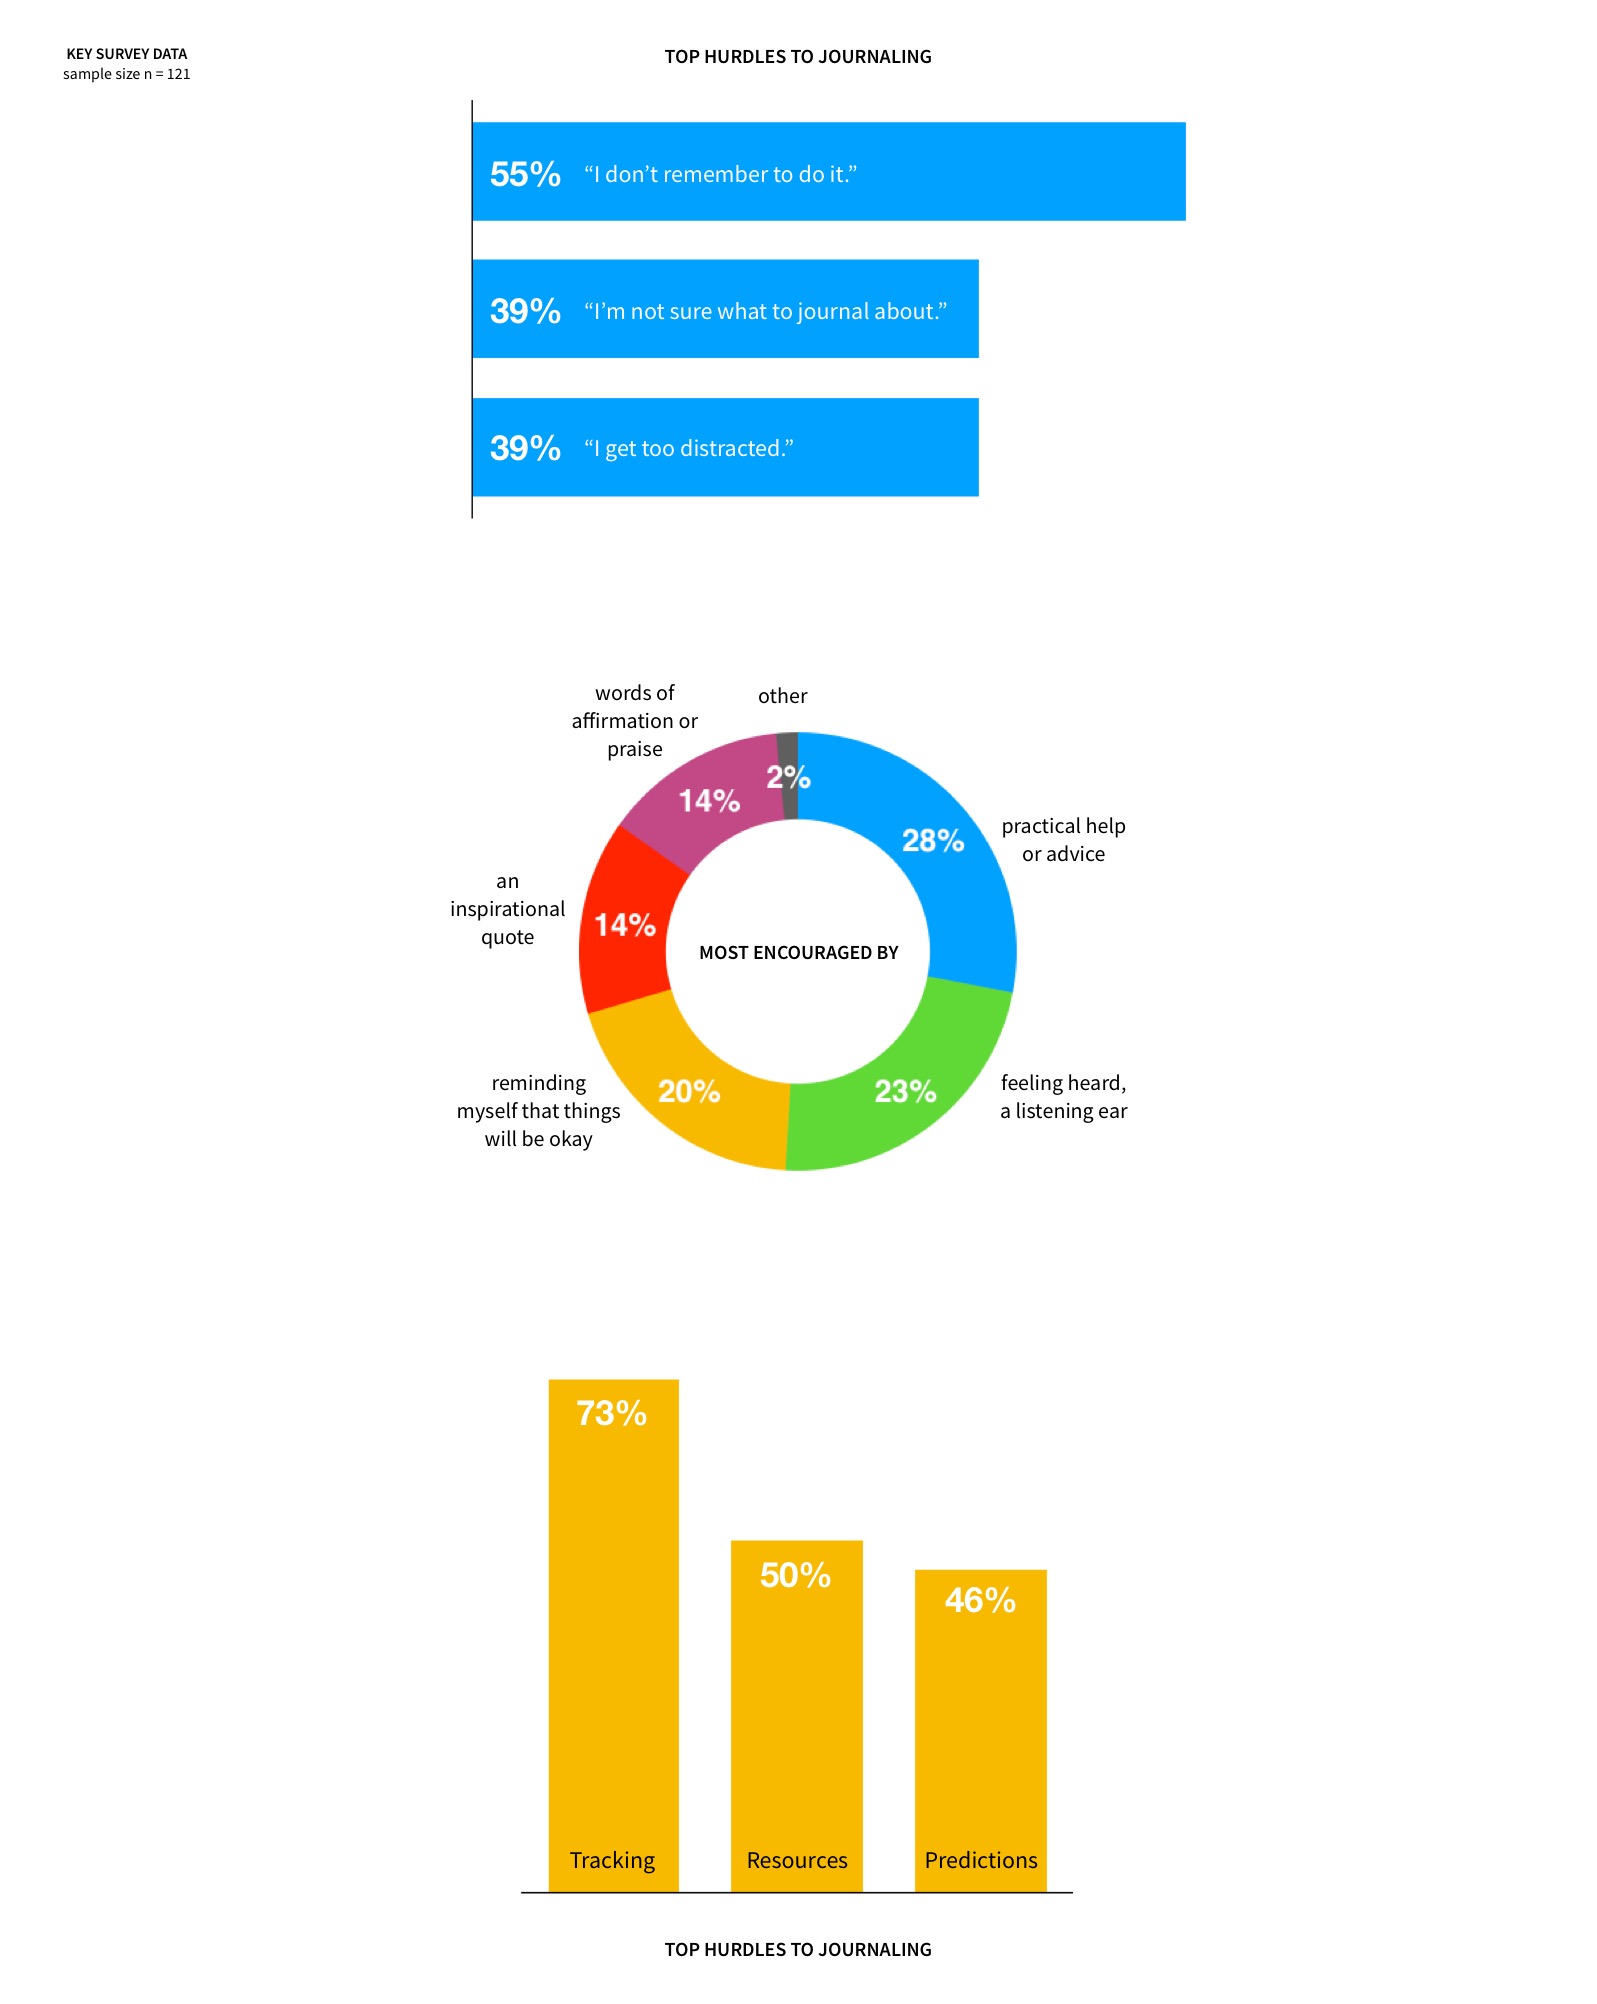 KEY SURVEY DATA
sample size n = 121
TOP HURDLES TO JOURNALING
55% “I don’t remember to do it.”
39% “I’m not sure what to journal about.”
39% “I get too distracted.”
words of
affirmation or
praise
other
2%
14%
28%
practical help
or advice
an
inspirational
quote
14%
MOST ENCOURAGED BY
reminding
myself that things
will be okay
20%
23%
feeling heard,
a listening ear
73%
50%
46%
Tracking
Resources
Predictions
TOP HURDLES TO JOURNALING